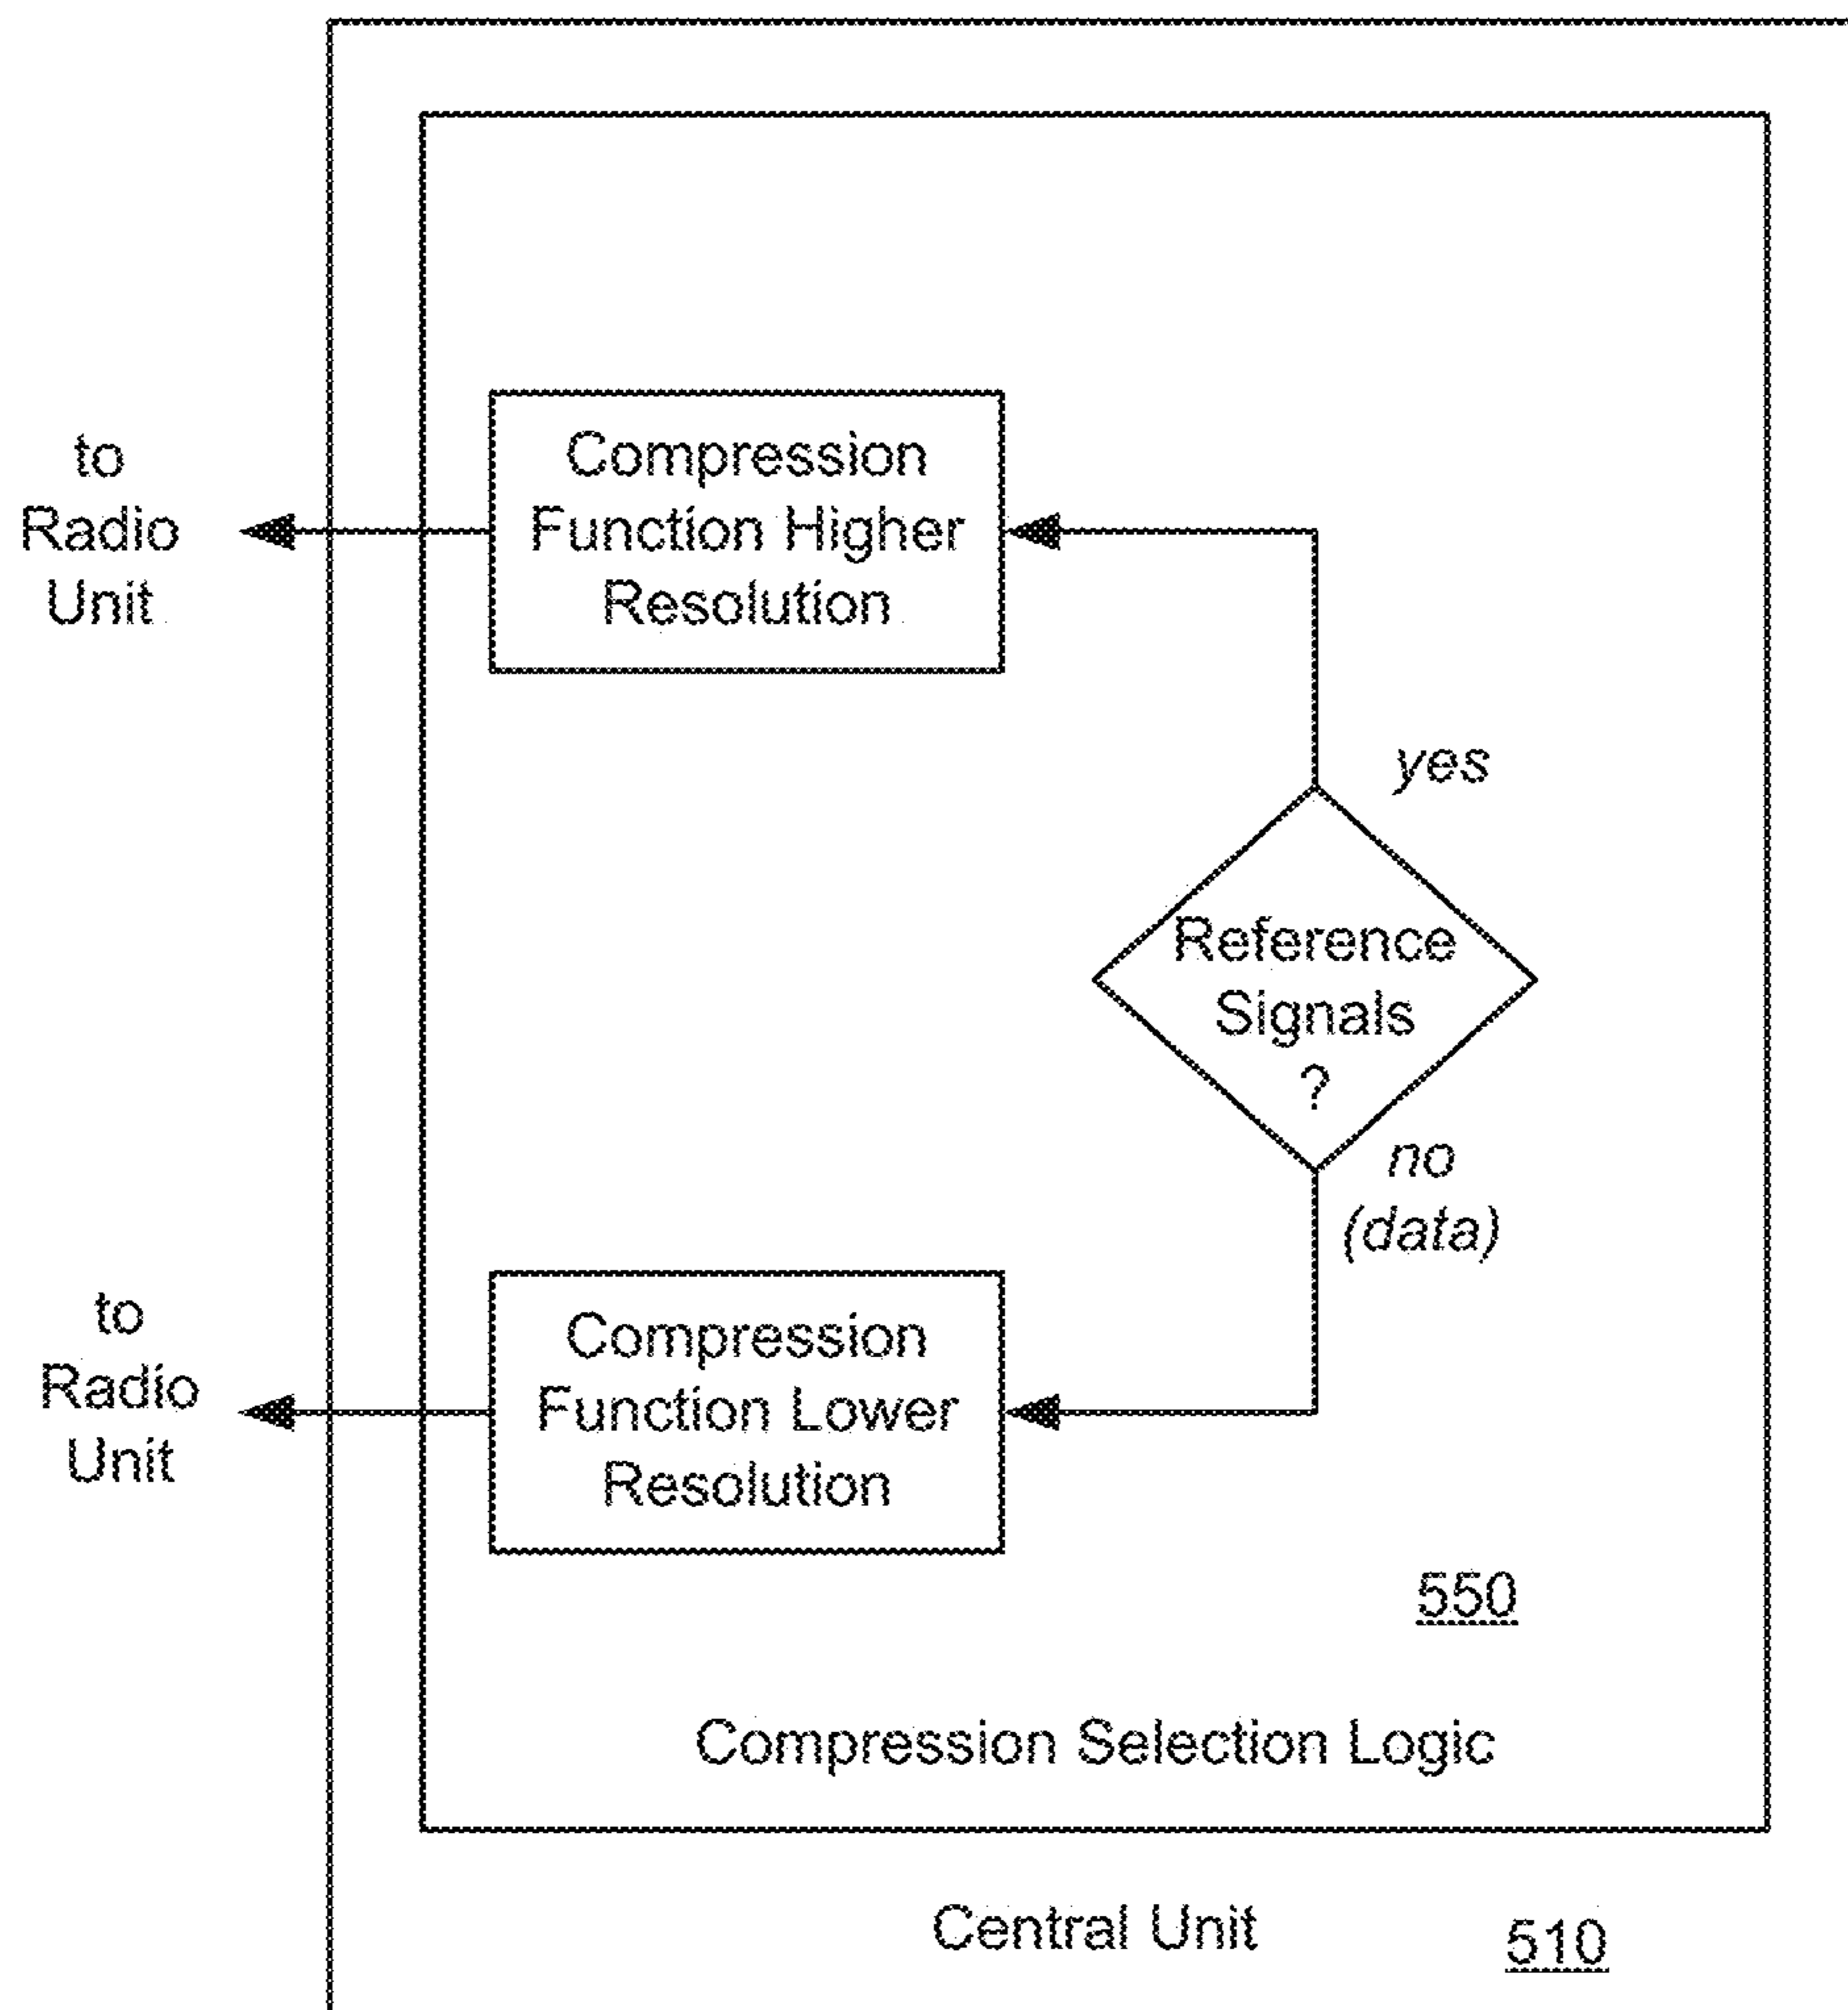 to
Radio
Unit
Compression
Function Higher
Resolution
yes
Reference
Signals
?
no
(data)
to
Radio
Unit
Compression
Function Lower
Resolution
550
Compression Selection Logic
Central Unit
510